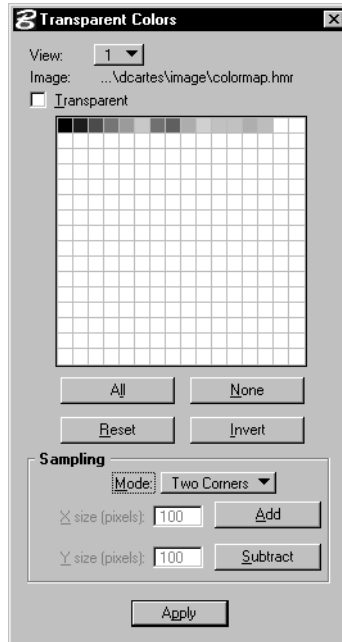 Transparent Colors
View: 1
Image: ...\dcartes\image\colormap.hmr
Transparent
All None
Reset Invert
Sampling
Mode: Two Corners
X size (pixels): 100 Add
Y size (pixels): 100 Subtract
Apply